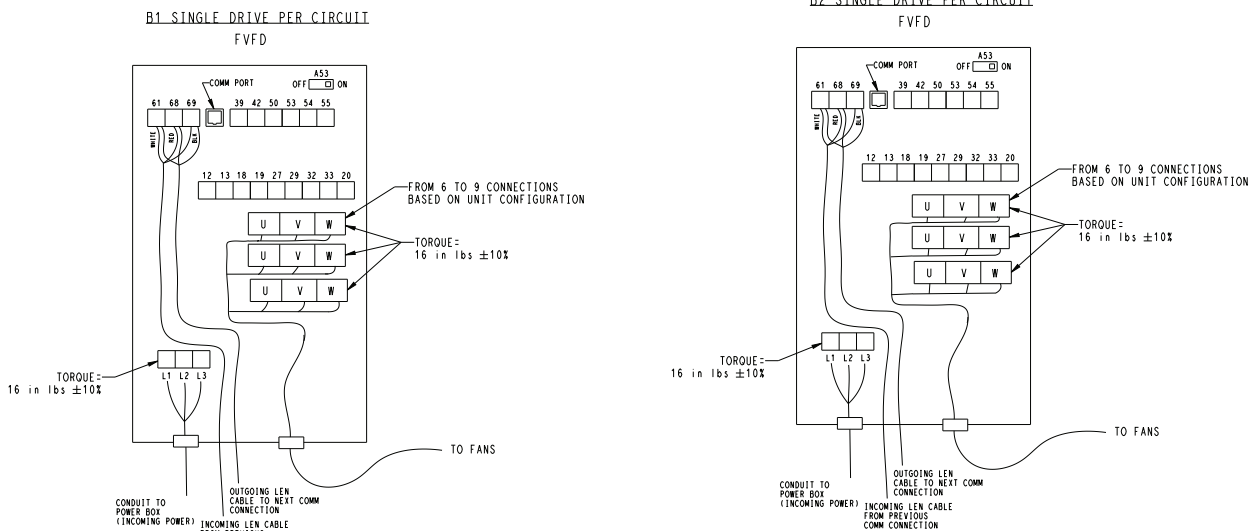 B1 SINGLE DRIVE PER CIRCUIT
FVFD
A53
OFF ON
COMM PORT
61 68 69
39 42 50 53 54 55
WHITE
RED
BLK
12 13 18 19 27 29 32 33 20
FROM 6 TO 9 CONNECTIONS
BASED ON UNIT CONFIGURATION
U V W
U V W
U V W
TORQUE=
16 in lbs ±10%
TORQUE=
16 in lbs ±10%
L1 L2 L3
TO FANS
CONDUIT TO
POWER BOX
(INCOMING POWER)
OUTGOING LEN
CABLE TO NEXT COMM
CONNECTION
INCOMING LEN CABLE
B2 SINGLE DRIVE PER CIRCUIT
FVFD
A53
OFF ON
COMM PORT
61 68 69
39 42 50 53 54 55
WHITE
RED
BLK
12 13 18 19 27 29 32 33 20
FROM 6 TO 9 CONNECTIONS
BASED ON UNIT CONFIGURATION
U V W
U V W
U V W
TORQUE=
16 in lbs ±10%
TORQUE=
16 in lbs ±10%
L1 L2 L3
TO FANS
CONDUIT TO
POWER BOX
(INCOMING POWER)
OUTGOING LEN
CABLE TO NEXT COMM
CONNECTION
INCOMING LEN CABLE
FROM PREVIOUS
COMM CONNECTION